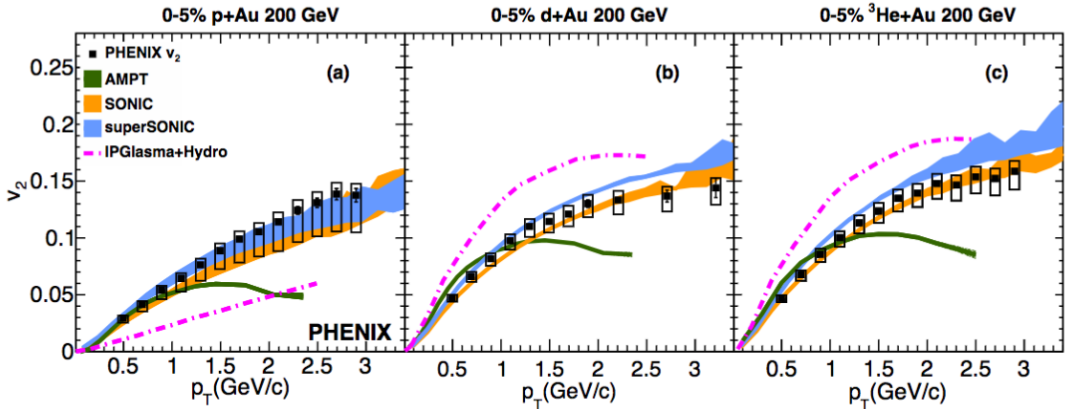 0-5% p+Au 200 GeV
0-5% d+Au 200 GeV
0-5% ³He+Au 200 GeV
0.25
0.2
0.15
0.1
0.05
0
v₂
PHENIX v₂
AMPT
SONIC
superSONIC
IPGlasma+Hydro
(a)
(b)
(c)
PHENIX
0.5 1 1.5 2 2.5 3
0.5 1 1.5 2 2.5 3
0.5 1 1.5 2 2.5 3
p_T(GeV/c)
p_T(GeV/c)
p_T(GeV/c)